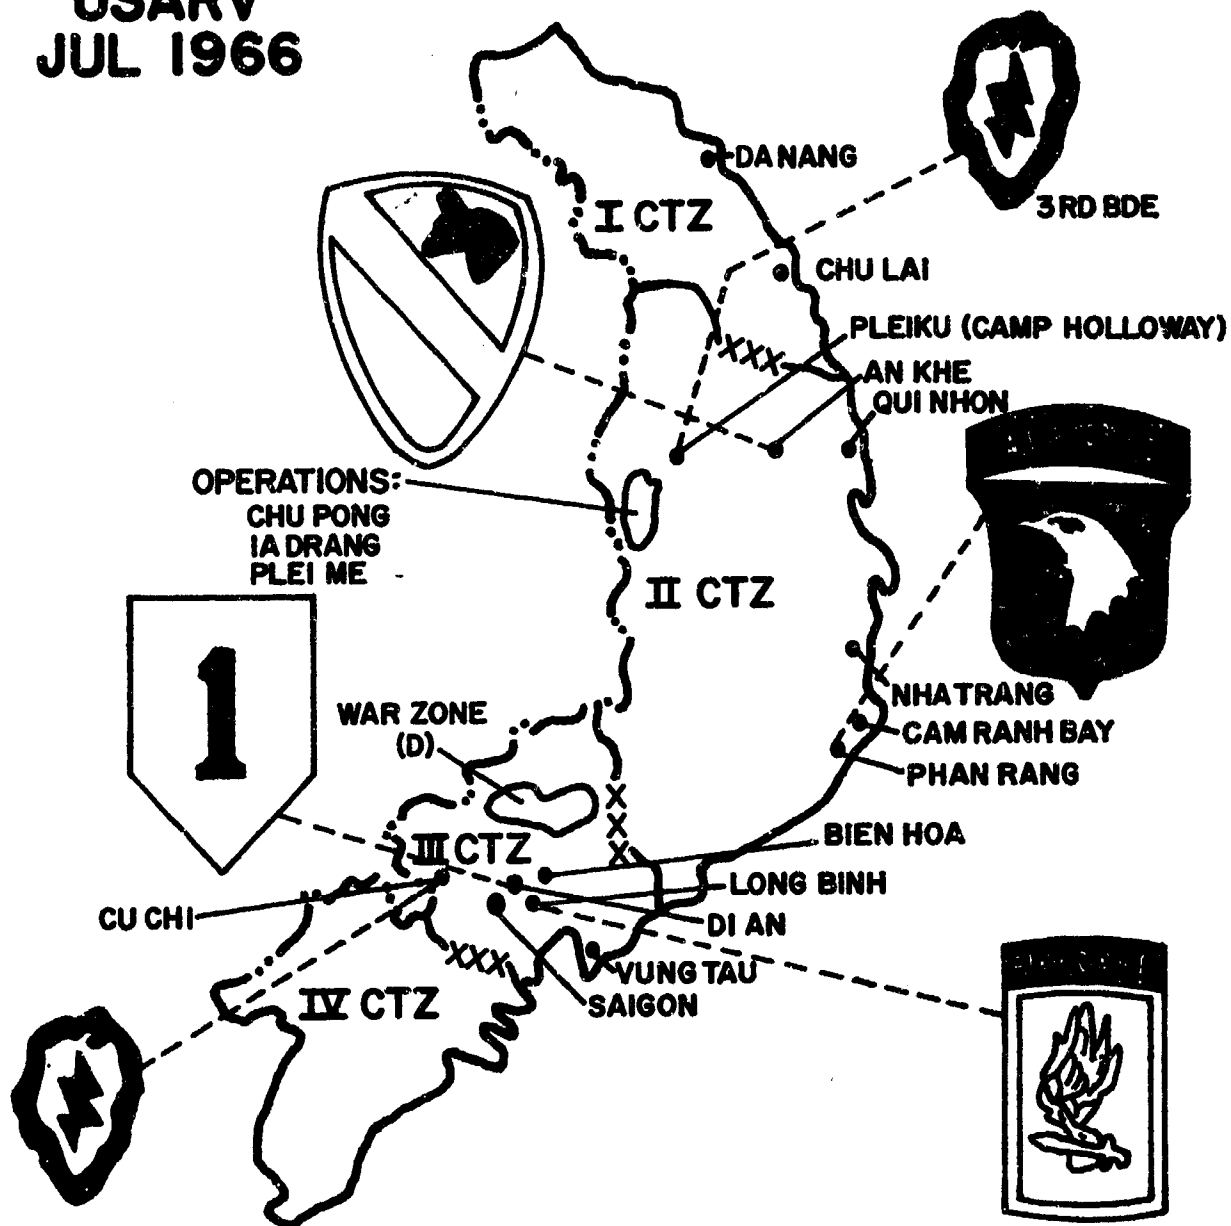 USARV
JUL 1966
DA NANG
I CTZ
3RD BDE
CHU LAI
PLEIKU (CAMP HOLLOWAY)
XXX
AN KHE
QUI NHON
OPERATIONS:
CHU PONG
IA DRANG
PLEI ME
II CTZ
1
NHA TRANG
WAR ZONE
(D)
CAM RANH BAY
PHAN RANG
X
X
X
BIEN HOA
III CTZ
LONG BINH
CU CHI
DI AN
XXX
VUNG TAU
IV CTZ
SAIGON